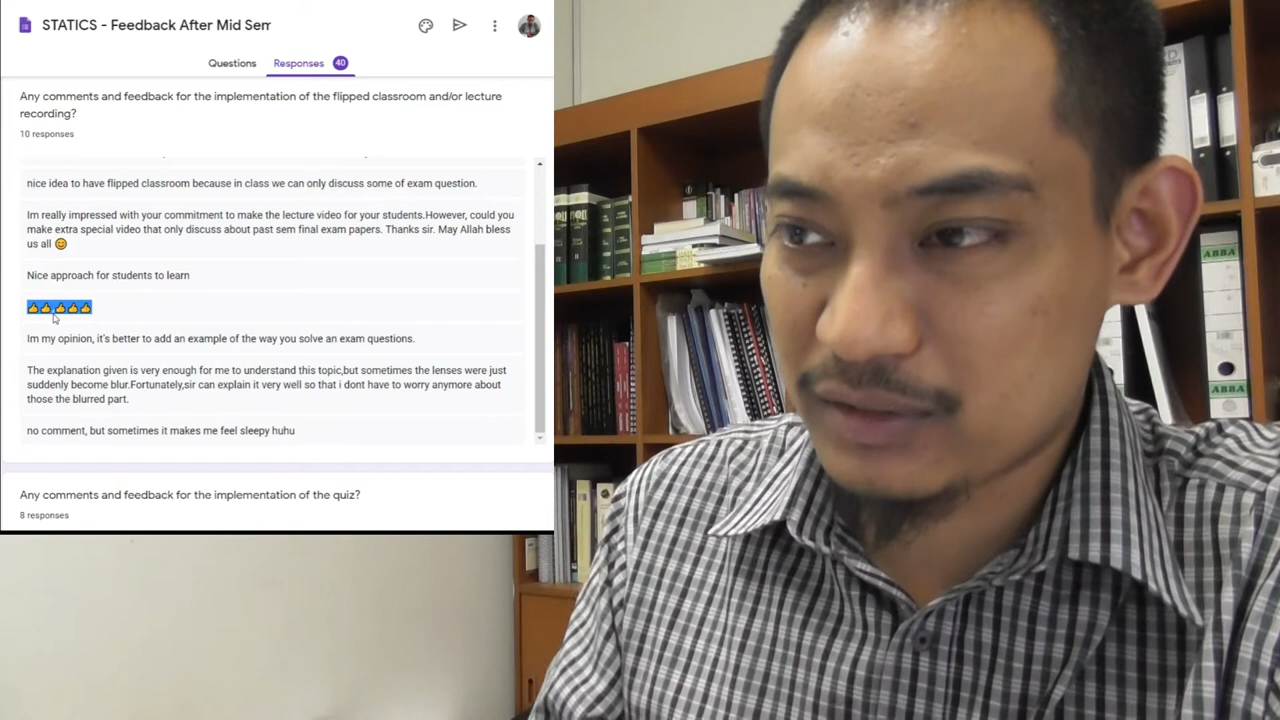 STATICS - Feedback After Mid Sem
Questions
Responses
40
Any comments and feedback for the implementation of the flipped classroom and/or lecture
recording?
10 responses
nice idea to have flipped classroom because in class we can only discuss some of exam question.
Im really impressed with your commitment to make the lecture video for your students.However, could you
make extra special video that only discuss about past sem final exam papers. Thanks sir. May Allah bless
us all 😊
Nice approach for students to learn
👍👍👍👍👍
Im my opinion, it's better to add an example of the way you solve an exam questions.
The explanation given is very enough for me to understand this topic,but sometimes the lenses were just
suddenly become blur.Fortunately,sir can explain it very well so that i dont have to worry anymore about
those the blurred part.
no comment, but sometimes it makes me feel sleepy huhu
Any comments and feedback for the implementation of the quiz?
8 responses
ABBA
ABBA